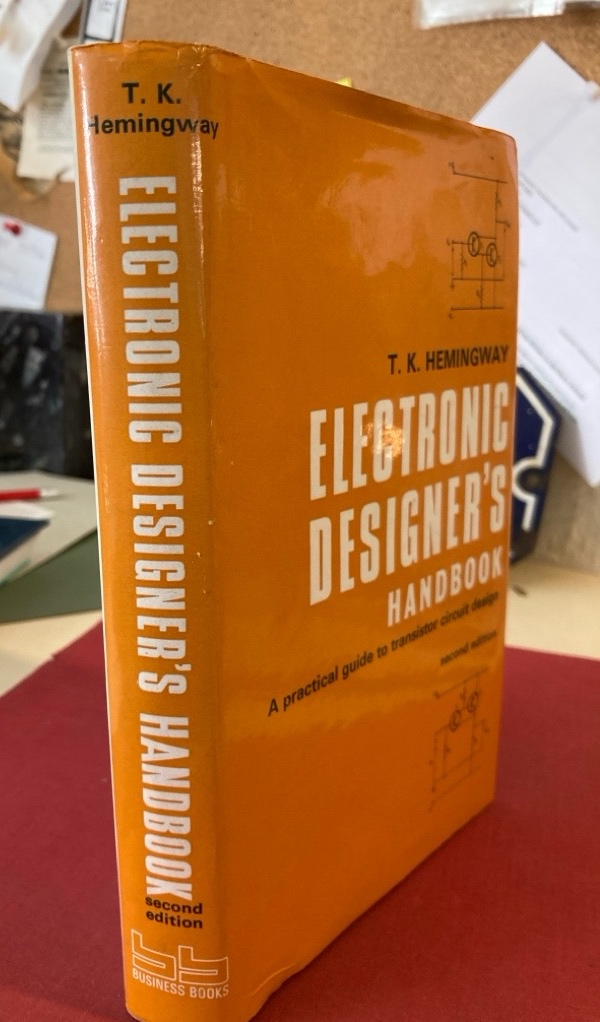 T. K.
Hemingway
ELECTRONIC DESIGNER'S HANDBOOK
second
edition
BUSINESS BOOKS
T. K. HEMINGWAY
ELECTRONIC
DESIGNER'S
HANDBOOK
A practical guide to transistor circuit design
second edition